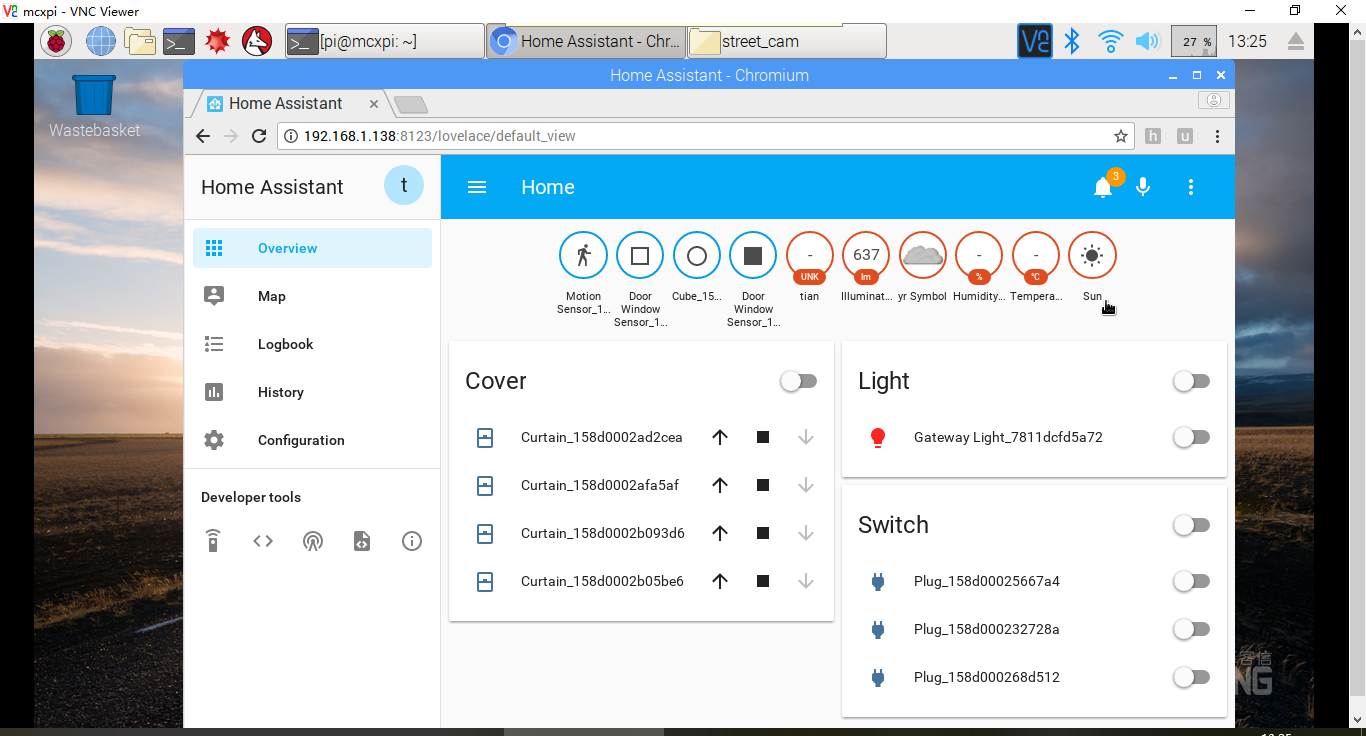 mcxpi - VNC Viewer
[pi@mcxpi: ~]
Home Assistant - Chr...
street_cam
27 %
13:25
Wastebasket
Home Assistant - Chromium
Home Assistant
192.168.1.138:8123/lovelace/default_view
h
u
Home Assistant
t
Home
3
Overview
Map
Logbook
History
Configuration
Developer tools
-
637
-
-
UNK
lm
%
°C
Motion
Sensor_1...
Door
Window
Sensor_1...
Cube_15...
Door
Window
Sensor_1...
tian
Illuminat...
yr Symbol
Humidity...
Tempera...
Sun
Cover
Curtain_158d0002ad2cea
Curtain_158d0002afa5af
Curtain_158d0002b093d6
Curtain_158d0002b05be6
Light
Gateway Light_7811dcfd5a72
Switch
Plug_158d00025667a4
Plug_158d000232728a
Plug_158d000268d512
客信
NG